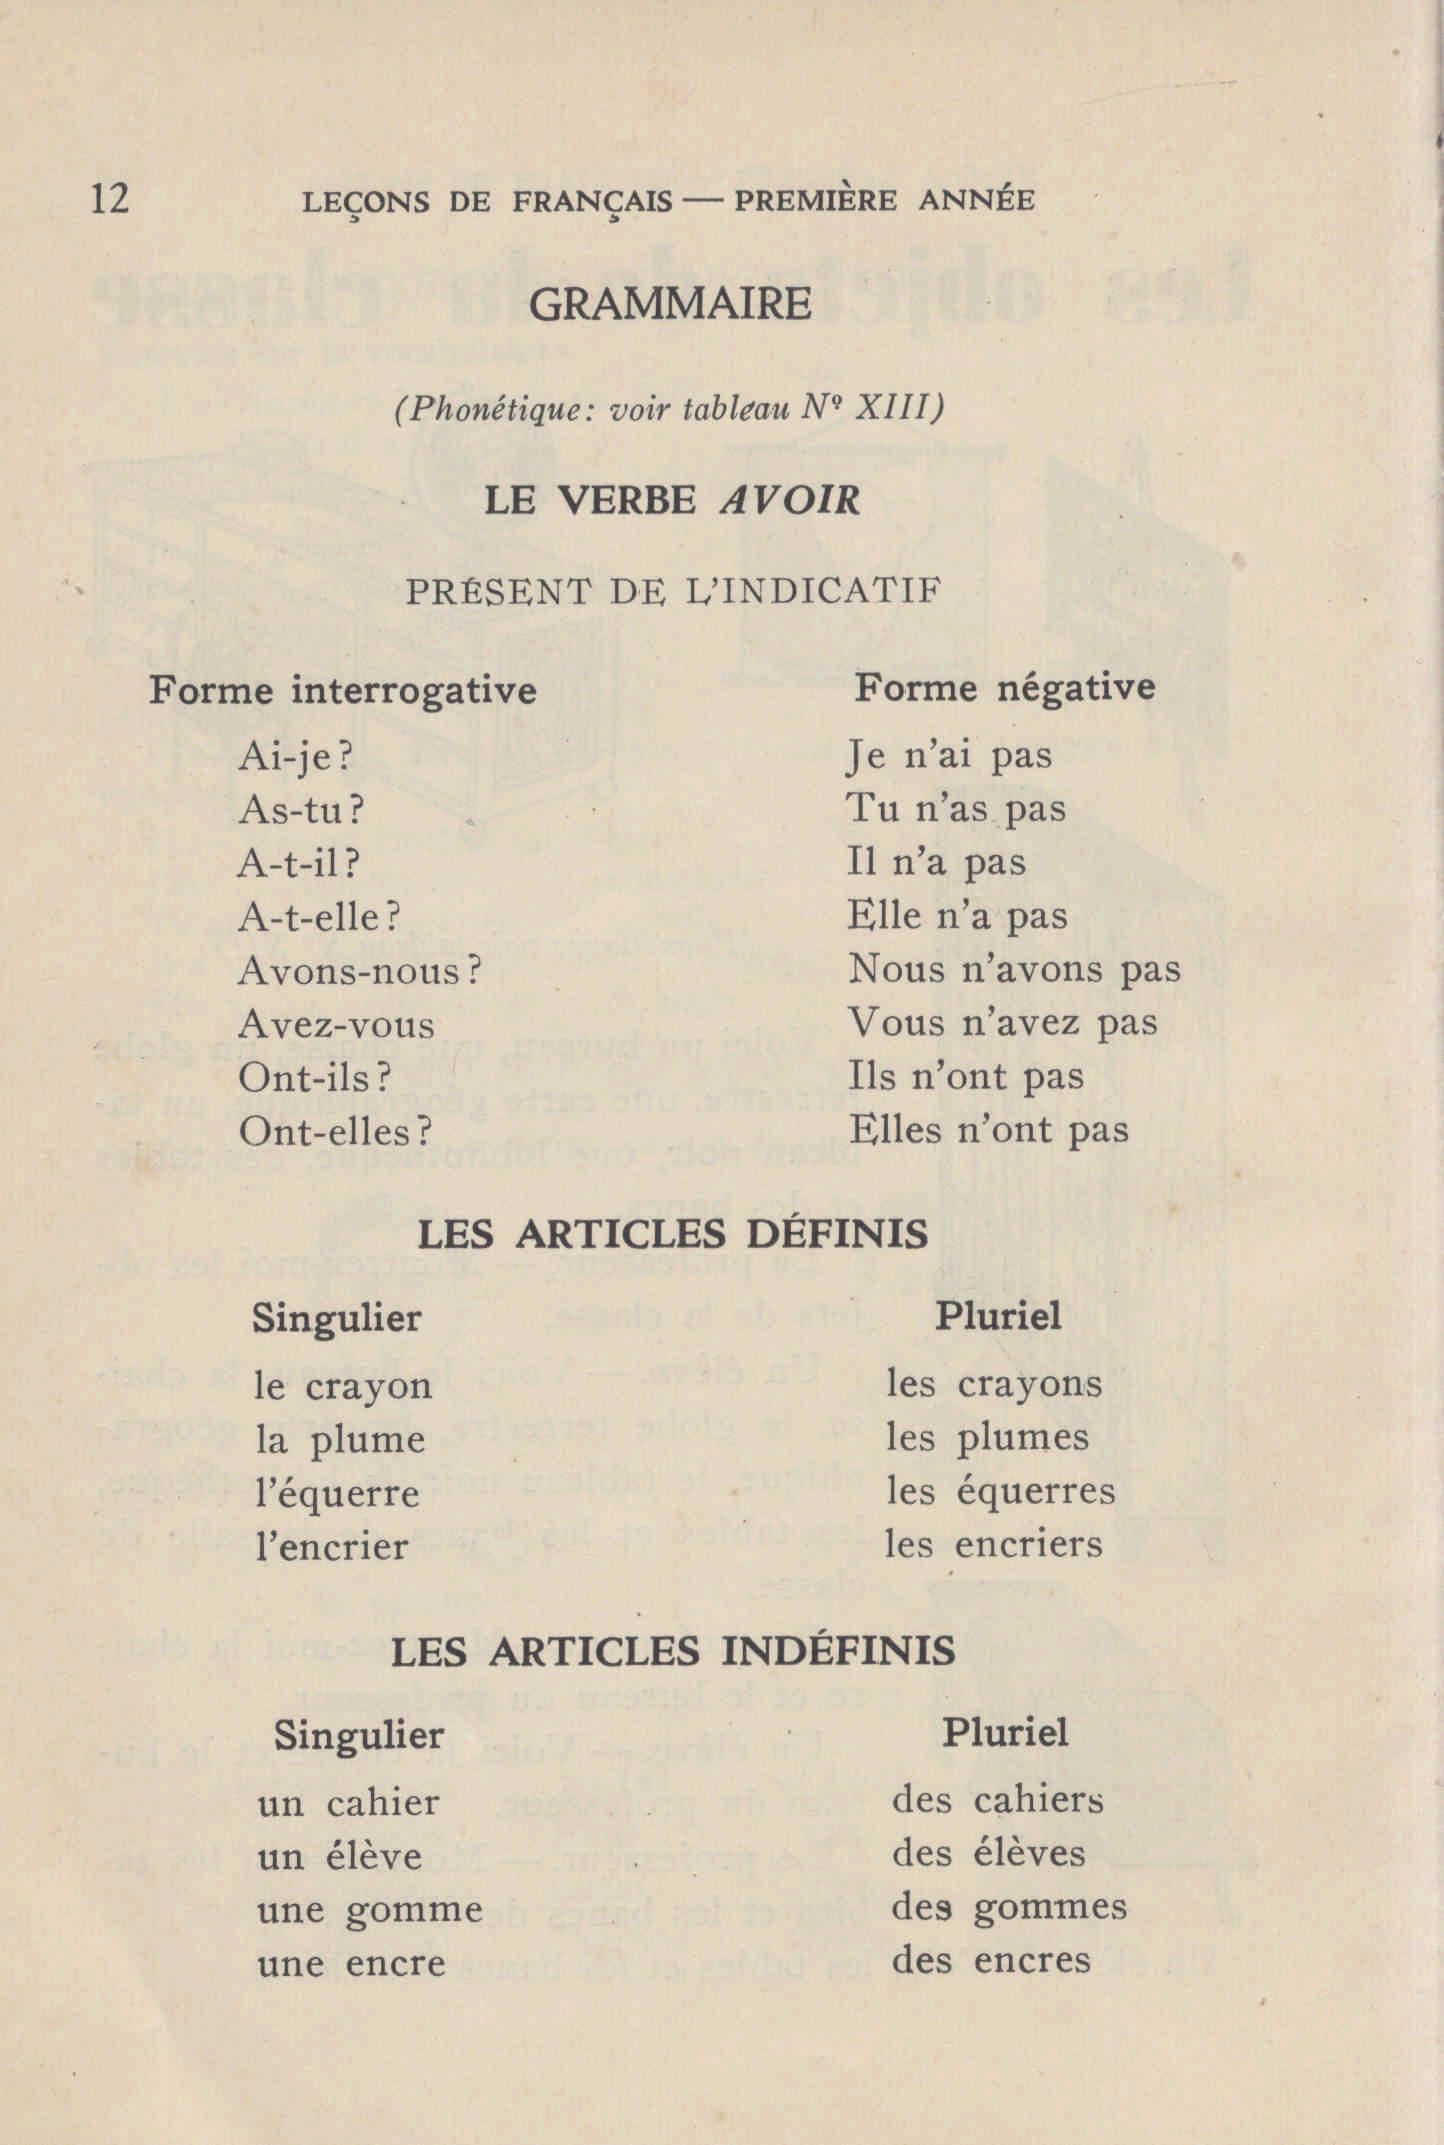 12 LEÇONS DE FRANÇAIS — PREMIÈRE ANNÉE
GRAMMAIRE
(Phonétique: voir tableau Nº XIII)
LE VERBE AVOIR
PRÉSENT DE L'INDICATIF
Forme interrogative Forme négative
Ai-je? Je n'ai pas
As-tu? Tu n'as pas
A-t-il? Il n'a pas
A-t-elle? Elle n'a pas
Avons-nous? Nous n'avons pas
Avez-vous Vous n'avez pas
Ont-ils? Ils n'ont pas
Ont-elles? Elles n'ont pas
LES ARTICLES DÉFINIS
Singulier Pluriel
le crayon les crayons
la plume les plumes
l'équerre les équerres
l'encrier les encriers
LES ARTICLES INDÉFINIS
Singulier Pluriel
un cahier des cahiers
un élève des élèves
une gomme des gommes
une encre des encres